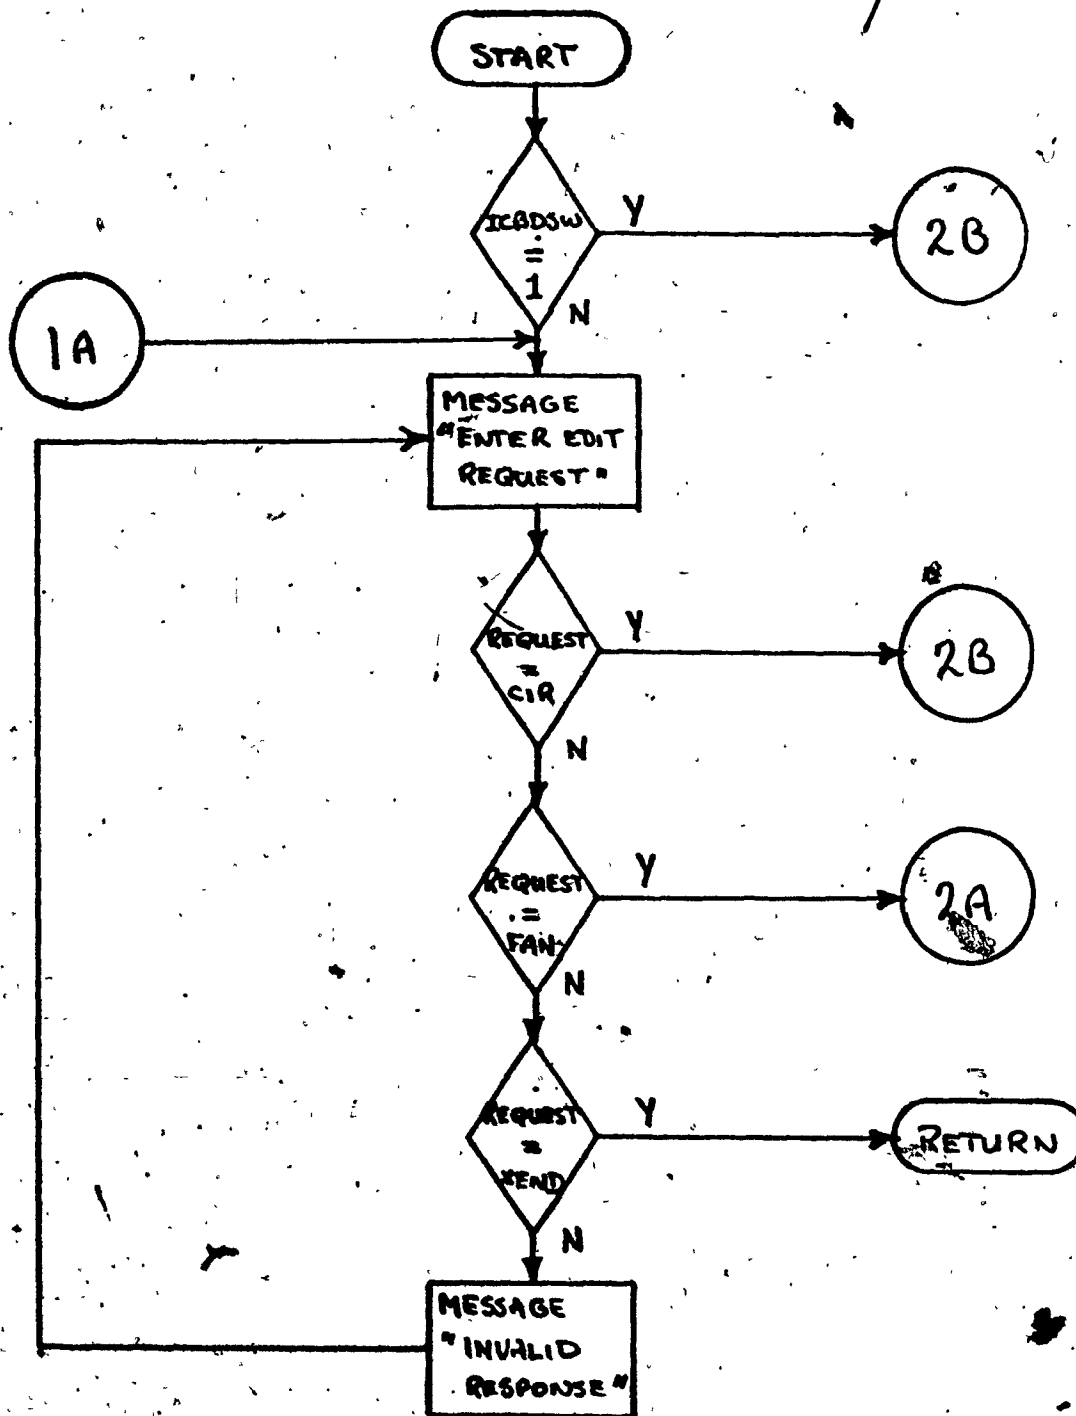 START
ICBDSW
=
1
Y
2B
N
1A
MESSAGE
"ENTER EDIT
REQUEST"
REQUEST
=
CIR
Y
2B
N
REQUEST
=
FAN
Y
2A
N
REQUEST
=
XEND
Y
RETURN
N
MESSAGE
"INVALID
RESPONSE"